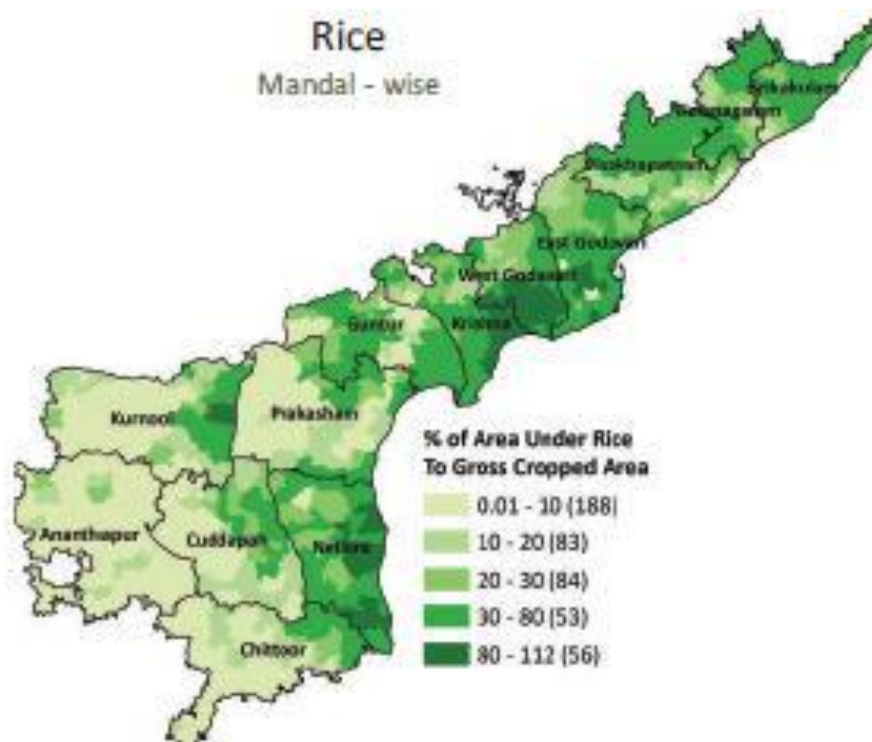 Rice
Mandal - wise
Srikakulam
Vizianagaram
Visakhapatnam
East Godavari
West Godavari
Krishna
Guntur
Prakasham
Kurnool
Ananthapur
Cuddapah
Nellore
Chittoor
% of Area Under Rice
To Gross Cropped Area
0.01 - 10 (188)
10 - 20 (83)
20 - 30 (84)
30 - 80 (53)
80 - 112 (56)